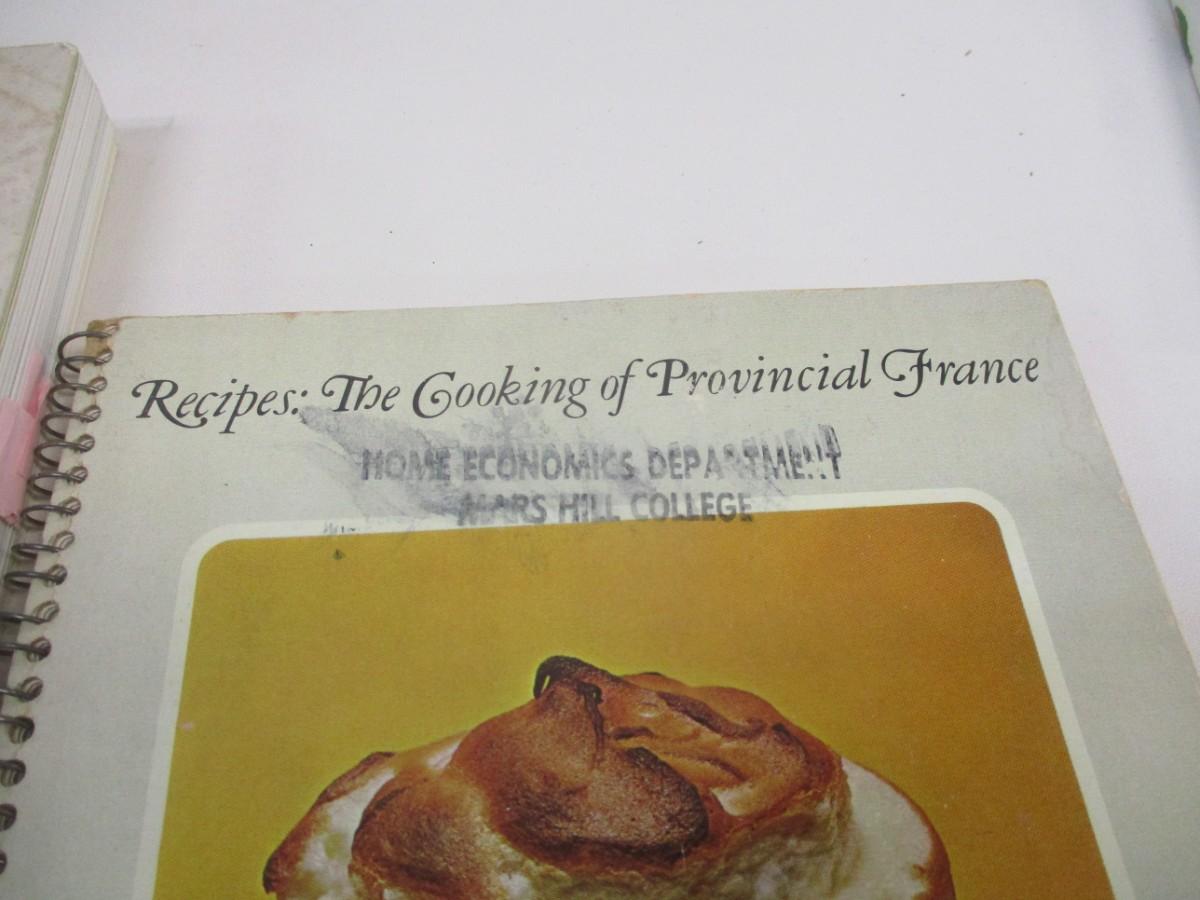 Recipes: The Cooking of Provincial France
HOME ECONOMICS DEPARTMENT
MARS HILL COLLEGE